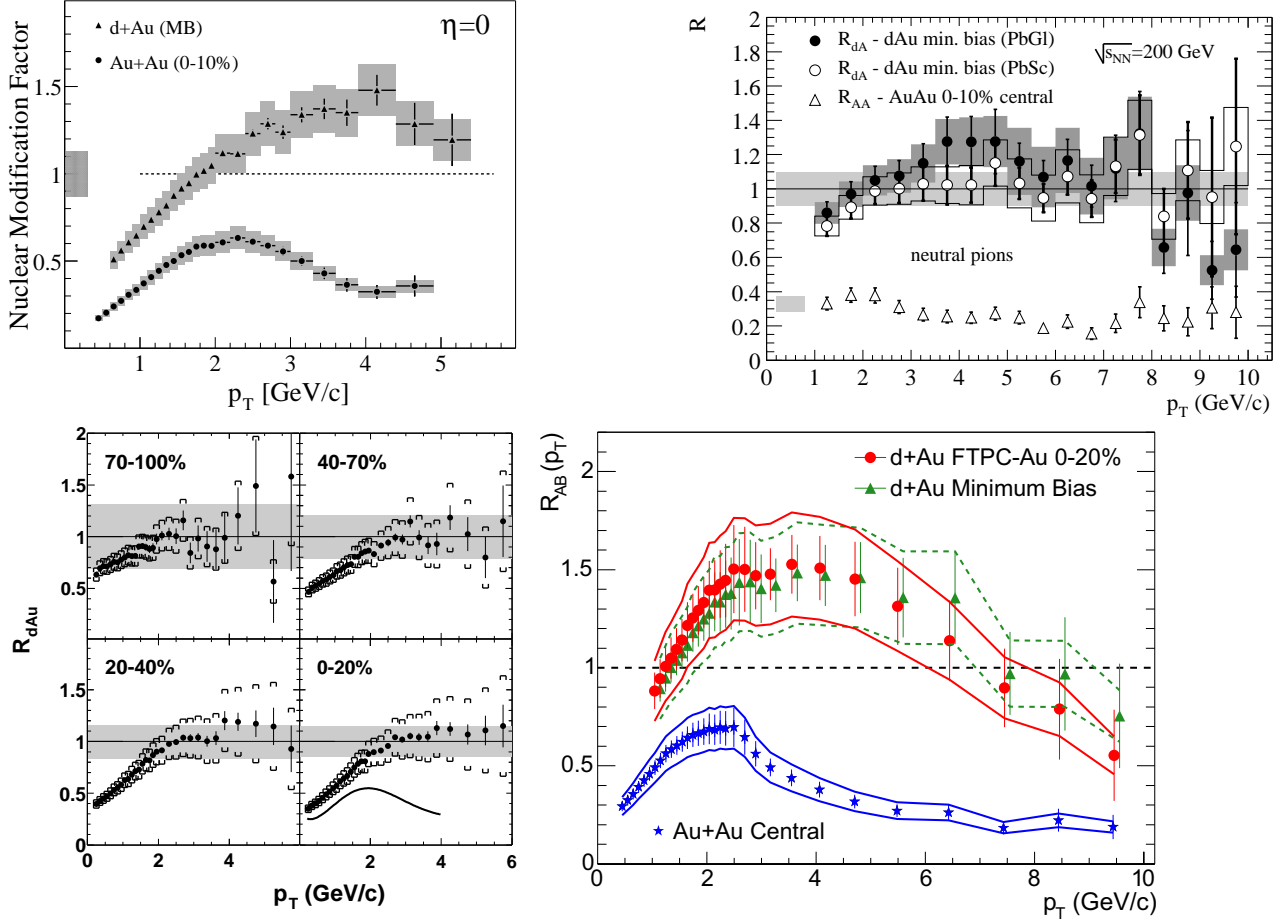 Nuclear Modification Factor
▲ d+Au (MB)
● Au+Au (0-10%)
η=0
1.5
1
0.5
1 2 3 4 5
p_T [GeV/c]
R
● R_dA - dAu min. bias (PbGl)
○ R_dA - dAu min. bias (PbSc)
△ R_AA - AuAu 0-10% central
√s_NN=200 GeV
2
1.8
1.6
1.4
1.2
1
0.8
0.6
0.4
0.2
0
neutral pions
0 1 2 3 4 5 6 7 8 9 10
p_T (GeV/c)
R_dAu
2
1.5
1
0.5
70-100%
40-70%
1.5
1
0.5
0
20-40%
0-20%
0 2 4 2 4 6
p_T (GeV/c)
R_AB(p_T)
d+Au FTPC-Au 0-20%
d+Au Minimum Bias
2
1.5
1
0.5
0
Au+Au Central
0 2 4 6 8 10
p_T (GeV/c)